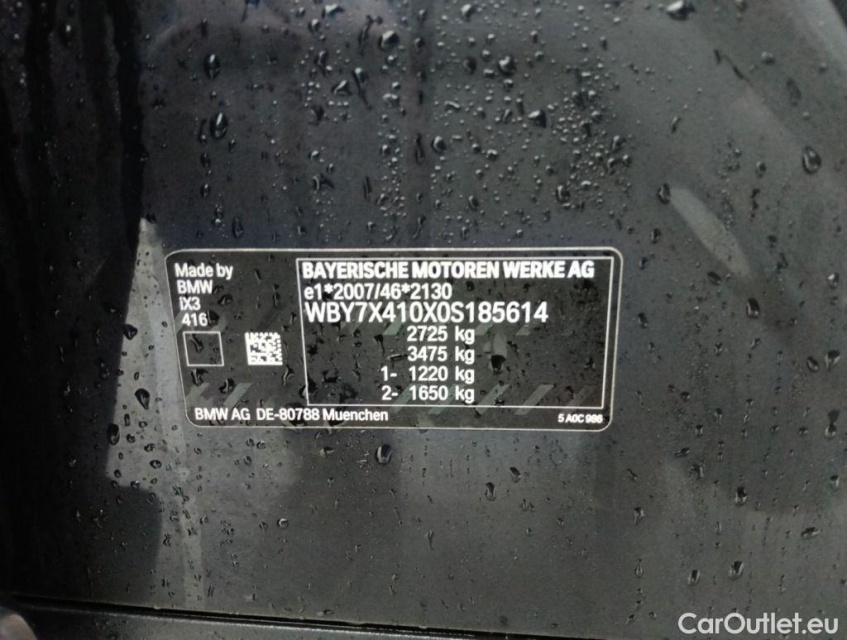 Made by
BMW
iX3
416
BAYERISCHE MOTOREN WERKE AG
e1*2007/46*2130
WBY7X410X0S185614
2725 kg
3475 kg
1- 1220 kg
2- 1650 kg
BMW AG DE-80788 Muenchen
5 A0C 986
CarOutlet.eu